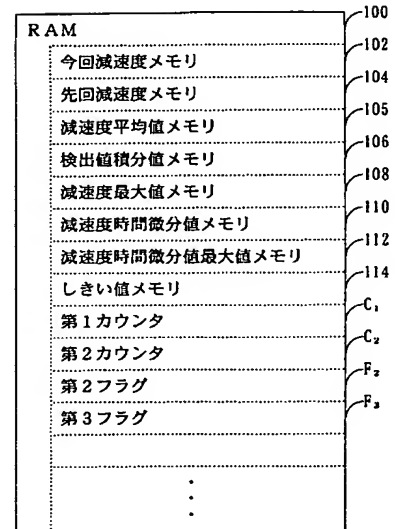 RAM 100
今回減速度メモリ 102
先回減速度メモリ 104
減速度平均値メモリ 105
検出値積分値メモリ 106
減速度最大値メモリ 108
減速度時間微分値メモリ 110
減速度時間微分値最大値メモリ 112
しきい値メモリ 114
第1カウンタ C₁
第2カウンタ C₂
第2フラグ F₂
第3フラグ F₃